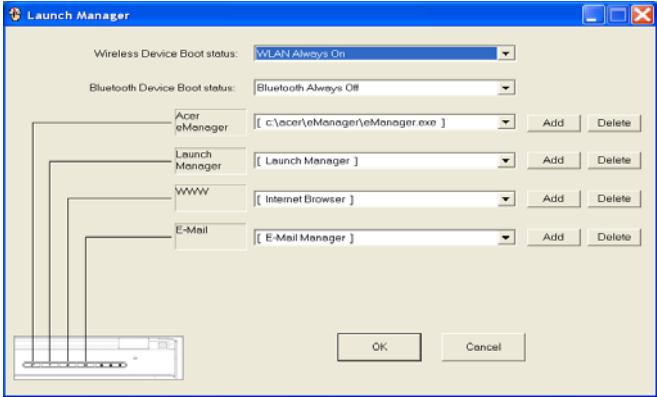 Launch Manager
Wireless Device Boot status: WLAN Always On
Bluetooth Device Boot status: Bluetooth Always Off
Acer
eManager
[ c:\acer\eManager\eManager.exe ] Add Delete
Launch
Manager
[ Launch Manager ] Add Delete
WWW
[ Internet Browser ] Add Delete
E-Mail
[ E-Mail Manager ] Add Delete
OK Cancel